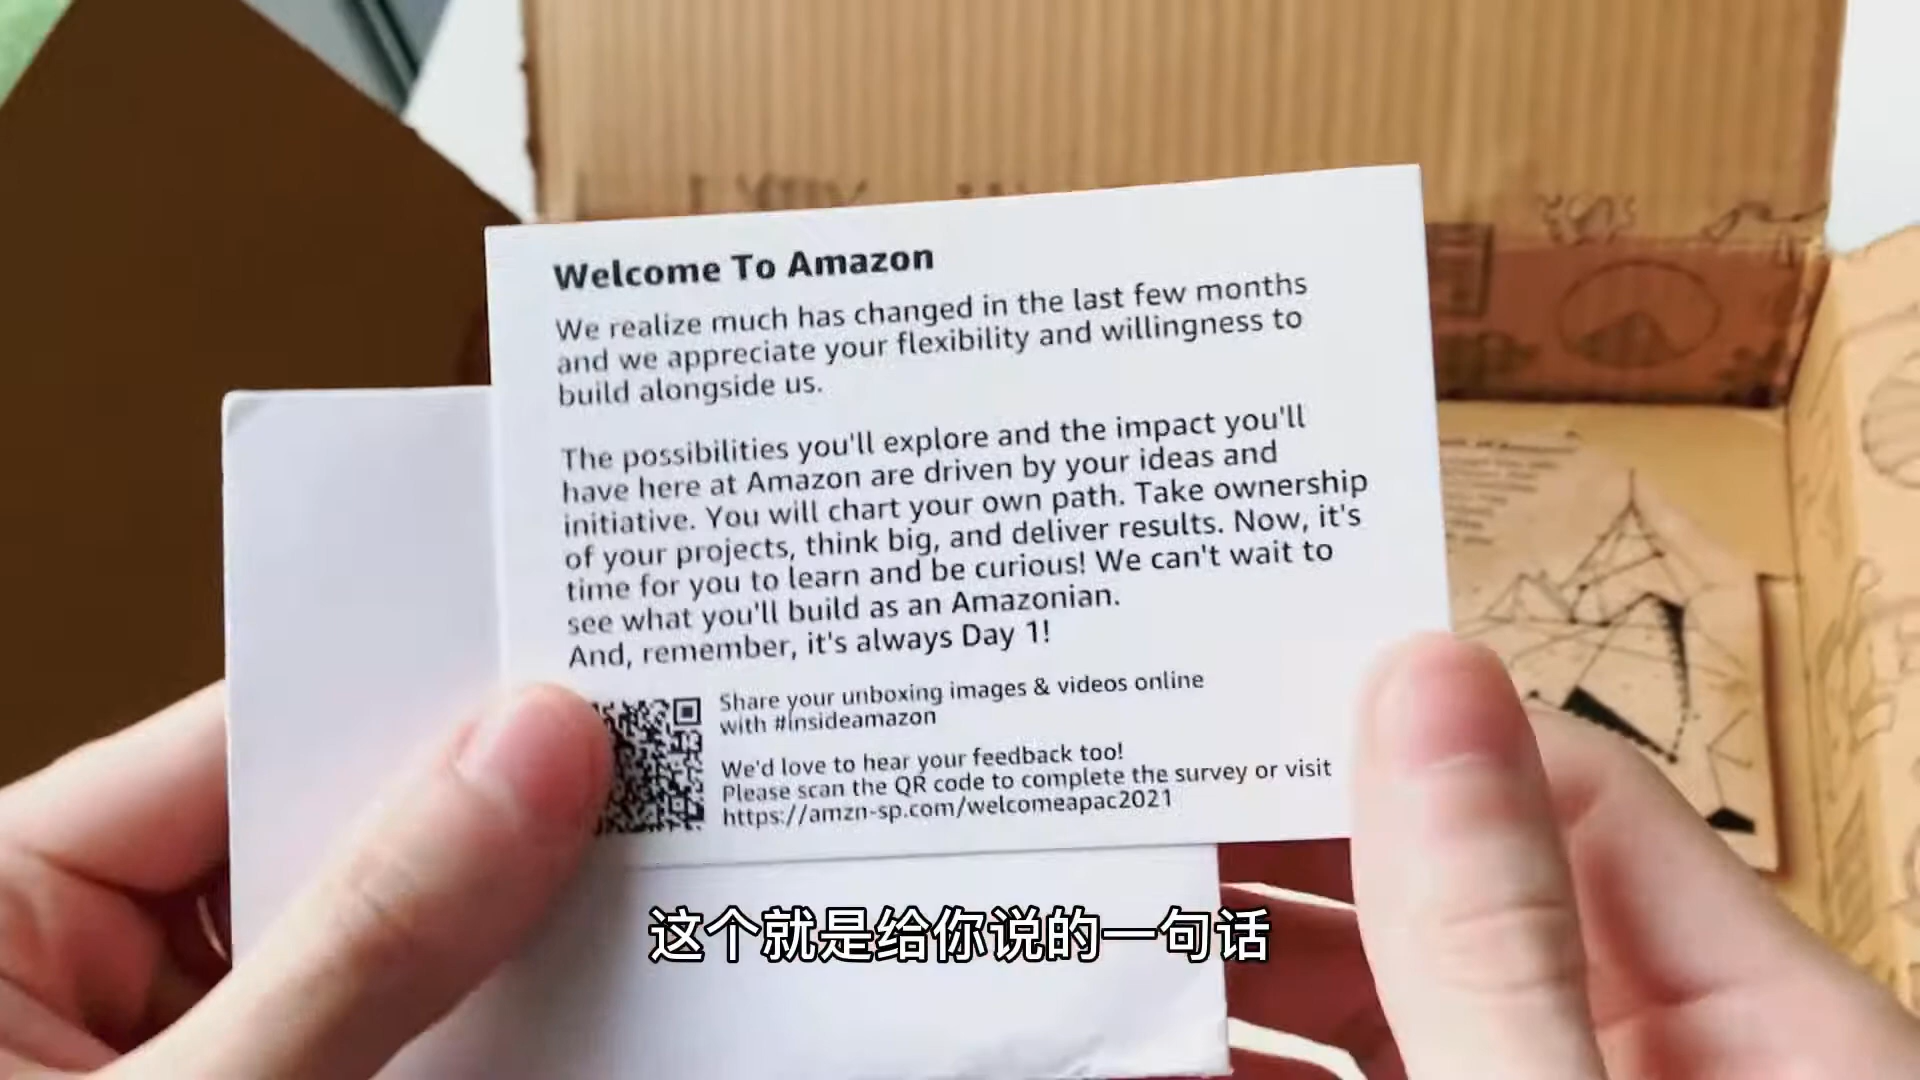 Welcome To Amazon
We realize much has changed in the last few months
and we appreciate your flexibility and willingness to
build alongside us.
The possibilities you'll explore and the impact you'll
have here at Amazon are driven by your ideas and
initiative. You will chart your own path. Take ownership
of your projects, think big, and deliver results. Now, it's
time for you to learn and be curious! We can't wait to
see what you'll build as an Amazonian.
And, remember, it's always Day 1!
Share your unboxing images & videos online
with #insideamazon
We'd love to hear your feedback too!
Please scan the QR code to complete the survey or visit
https://amzn-sp.com/welcomeapac2021
这个就是给你说的一句话